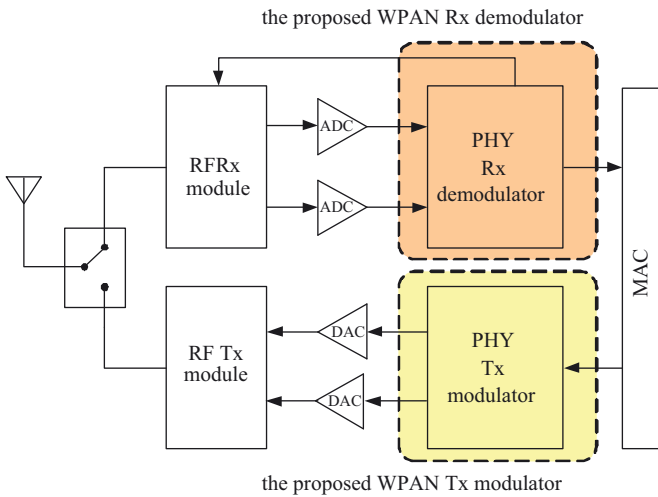 the proposed WPAN Rx demodulator
RFRx
module
ADC
ADC
PHY
Rx
demodulator
MAC
RF Tx
module
DAC
DAC
PHY
Tx
modulator
the proposed WPAN Tx modulator